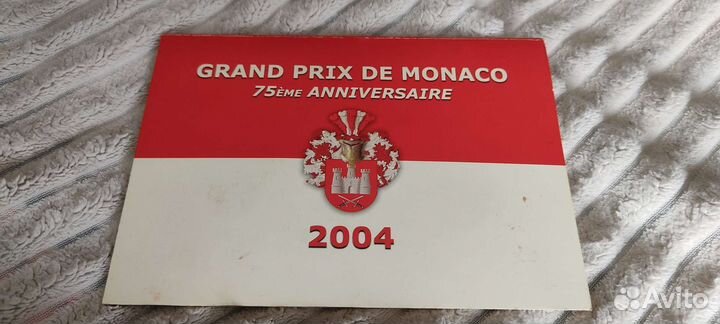 GRAND PRIX DE MONACO
75ÈME ANNIVERSAIRE
2004
Avito